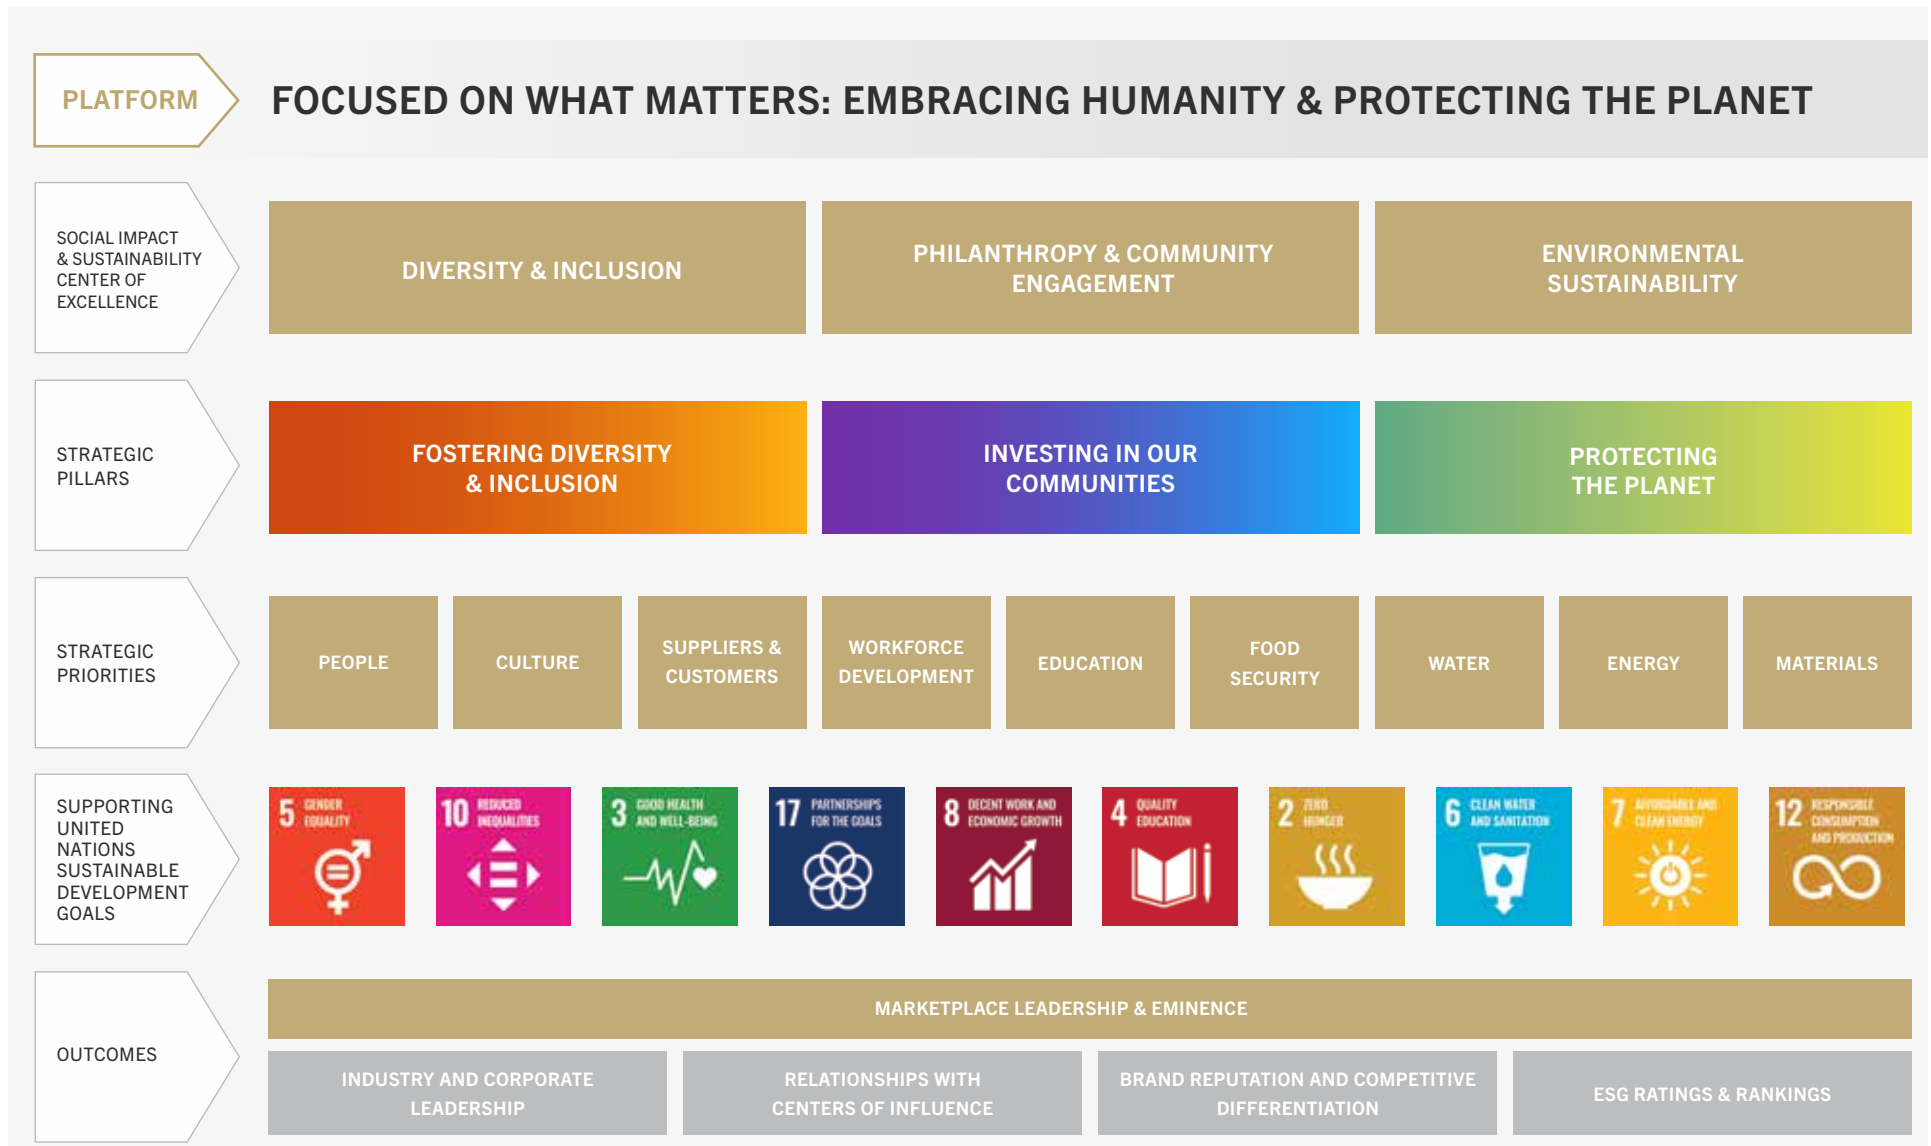 PLATFORM
FOCUSED ON WHAT MATTERS: EMBRACING HUMANITY & PROTECTING THE PLANET
SOCIAL IMPACT
& SUSTAINABILITY
CENTER OF
EXCELLENCE
DIVERSITY & INCLUSION
PHILANTHROPY & COMMUNITY
ENGAGEMENT
ENVIRONMENTAL
SUSTAINABILITY
STRATEGIC
PILLARS
FOSTERING DIVERSITY
& INCLUSION
INVESTING IN OUR
COMMUNITIES
PROTECTING
THE PLANET
STRATEGIC
PRIORITIES
PEOPLE
CULTURE
SUPPLIERS &
CUSTOMERS
WORKFORCE
DEVELOPMENT
EDUCATION
FOOD
SECURITY
WATER
ENERGY
MATERIALS
SUPPORTING
UNITED
NATIONS
SUSTAINABLE
DEVELOPMENT
GOALS
5 GENDER
EQUALITY
10 REDUCED
INEQUALITIES
3 GOOD HEALTH
AND WELL-BEING
17 PARTNERSHIPS
FOR THE GOALS
8 DECENT WORK AND
ECONOMIC GROWTH
4 QUALITY
EDUCATION
2 ZERO
HUNGER
6 CLEAN WATER
AND SANITATION
7 AFFORDABLE AND
CLEAN ENERGY
12 RESPONSIBLE
CONSUMPTION
AND PRODUCTION
OUTCOMES
MARKETPLACE LEADERSHIP & EMINENCE
INDUSTRY AND CORPORATE
LEADERSHIP
RELATIONSHIPS WITH
CENTERS OF INFLUENCE
BRAND REPUTATION AND COMPETITIVE
DIFFERENTIATION
ESG RATINGS & RANKINGS